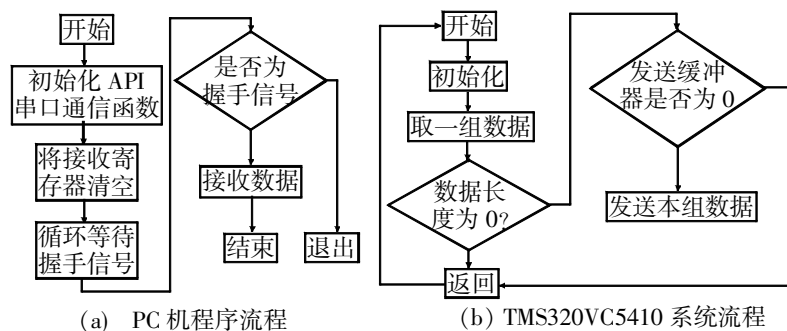 开始
初始化 API
串口通信函数
将接收寄
存器清空
循环等待
握手信号
是否为
握手信号
接收数据
结束
退出
(a) PC 机程序流程
开始
初始化
取一组数据
数据长
度为 0?
返回
发送缓冲
器是否为 0
发送本组数据
(b) TMS320VC5410 系统流程